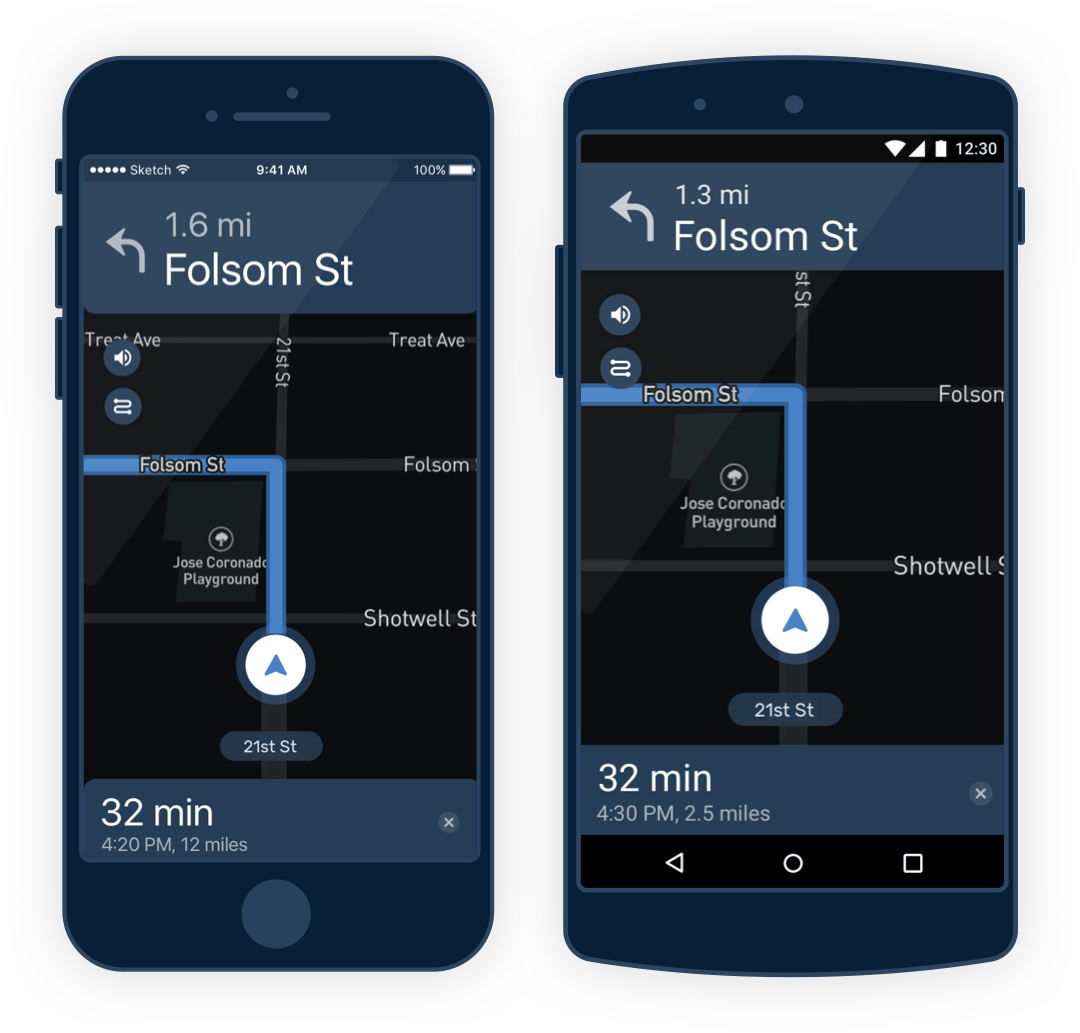 Sketch 9:41 AM 100%
1.6 mi
Folsom St
Treat Ave Treat Ave
21st St
Folsom St Folsom
Jose Coronado
Playground
Shotwell St
21st St
32 min
4:20 PM, 12 miles
12:30
1.3 mi
Folsom St
st St
Folsom St Folsom
Jose Coronado
Playground
Shotwell S
21st St
32 min
4:30 PM, 2.5 miles